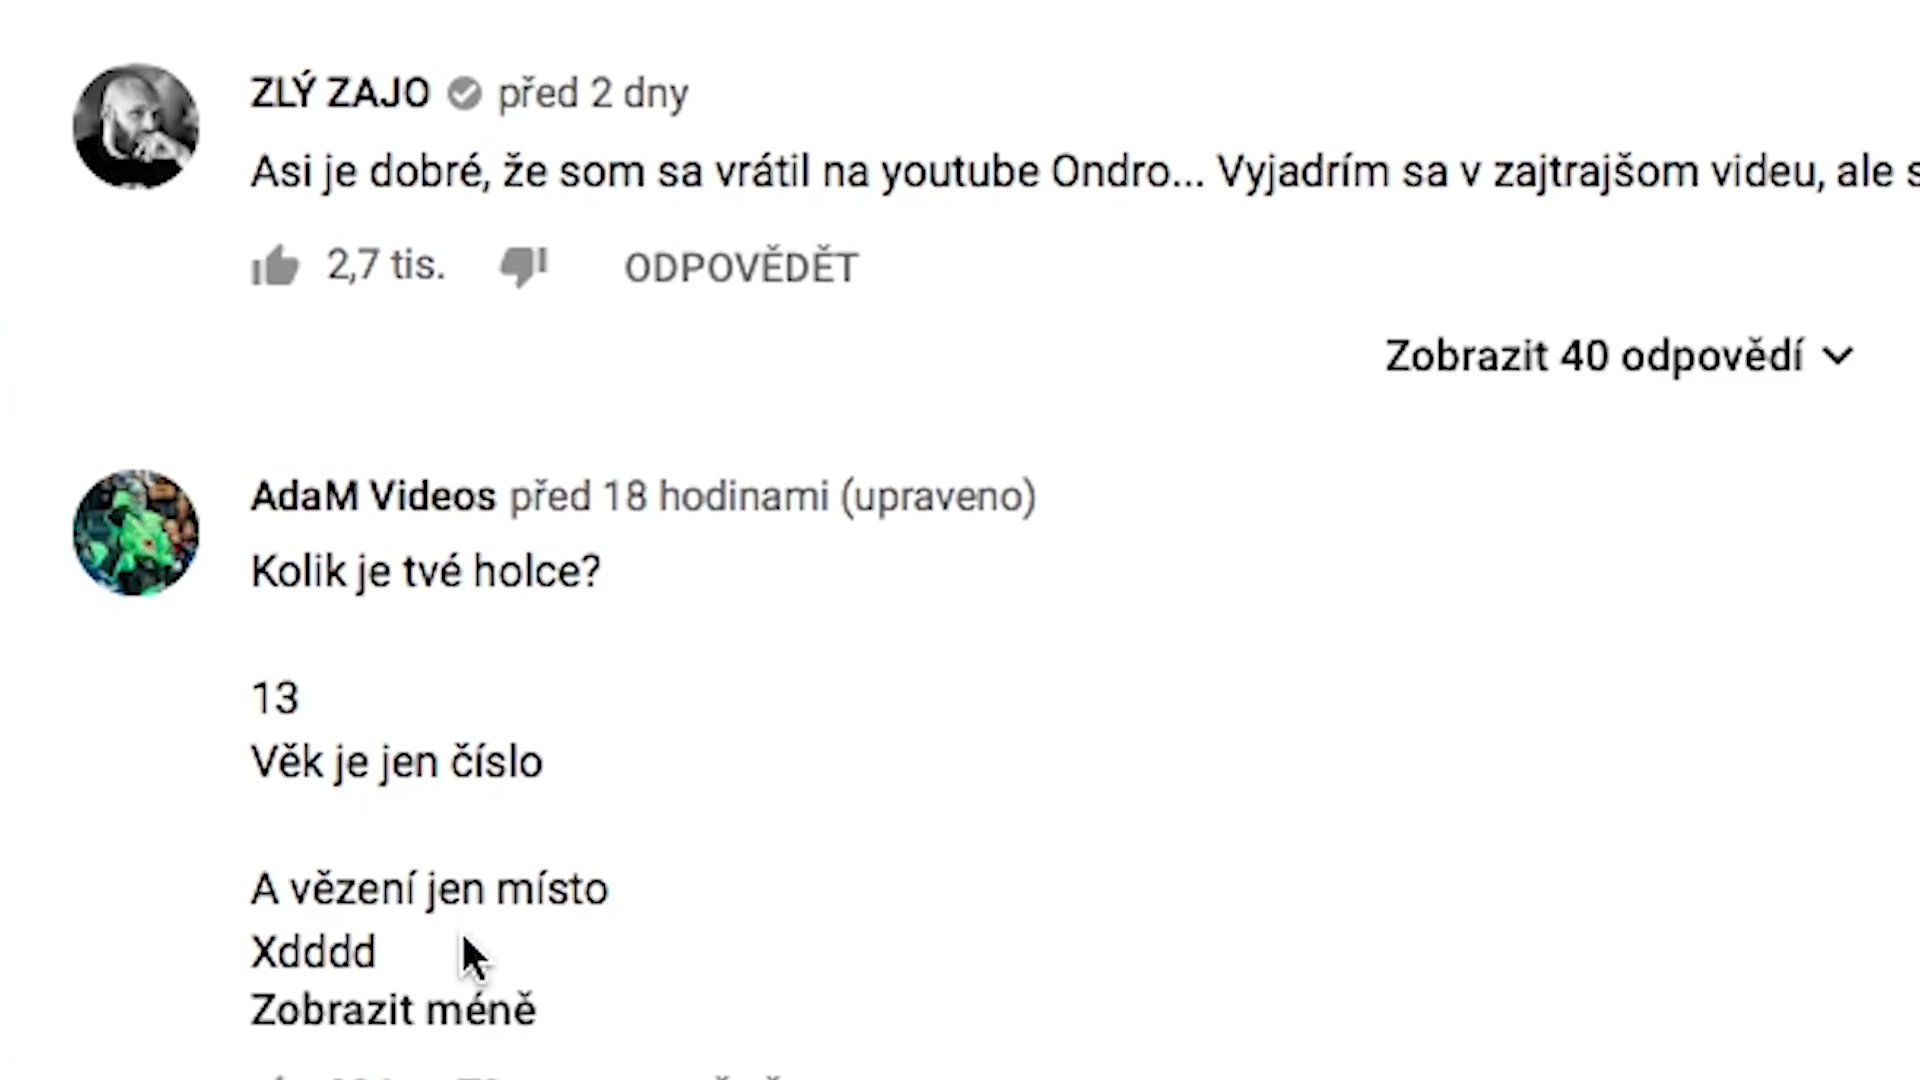 ZLÝ ZAJO před 2 dny
Asi je dobré, že som sa vrátil na youtube Ondro... Vyjadrím sa v zajtrajšom videu, ale
2,7 tis. ODPOVĚDĚT
Zobrazit 40 odpovědí
AdaM Videos před 18 hodinami (upraveno)
Kolik je tvé holce?
13
Věk je jen číslo
A vězení jen místo
Xdddd
Zobrazit méně